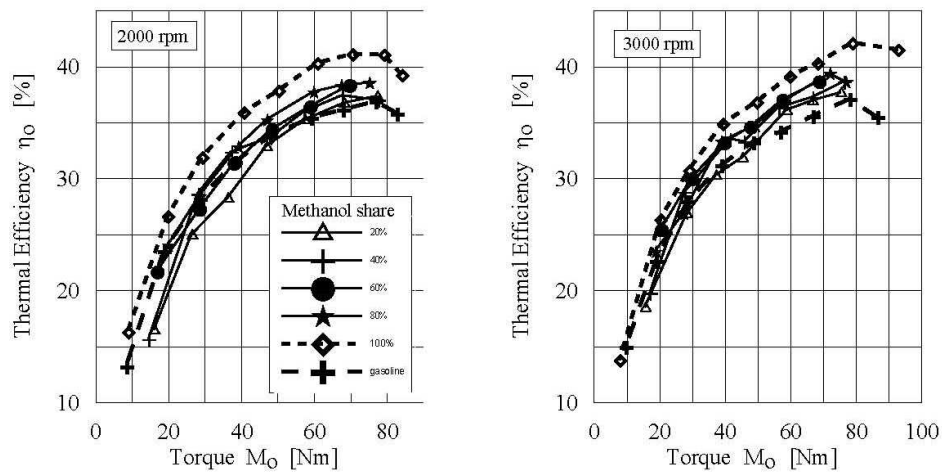 2000 rpm
Thermal Efficiency ηo [%]
40
30
20
10
Methanol share
20%
40%
60%
80%
100%
gasoline
0 20 40 60 80
Torque Mo [Nm]
3000 rpm
Thermal Efficiency ηo [%]
40
30
20
10
0 20 40 60 80 100
Torque Mo [Nm]